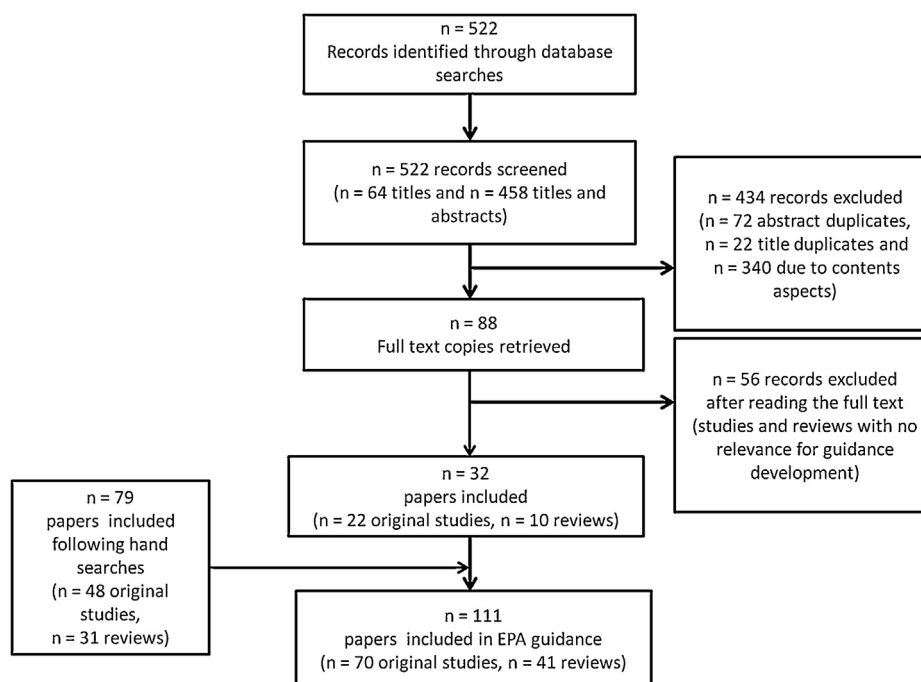 n = 522
Records identified through database
searches
n = 522 records screened
(n = 64 titles and n = 458 titles and
abstracts)
n = 434 records excluded
(n = 72 abstract duplicates,
n = 22 title duplicates and
n = 340 due to contents
aspects)
n = 88
Full text copies retrieved
n = 56 records excluded
after reading the full text
(studies and reviews with no
relevance for guidance
development)
n = 32
papers included
(n = 22 original studies, n = 10 reviews)
n = 79
papers included
following hand
searches
(n = 48 original
studies,
n = 31 reviews)
n = 111
papers included in EPA guidance
(n = 70 original studies, n = 41 reviews)